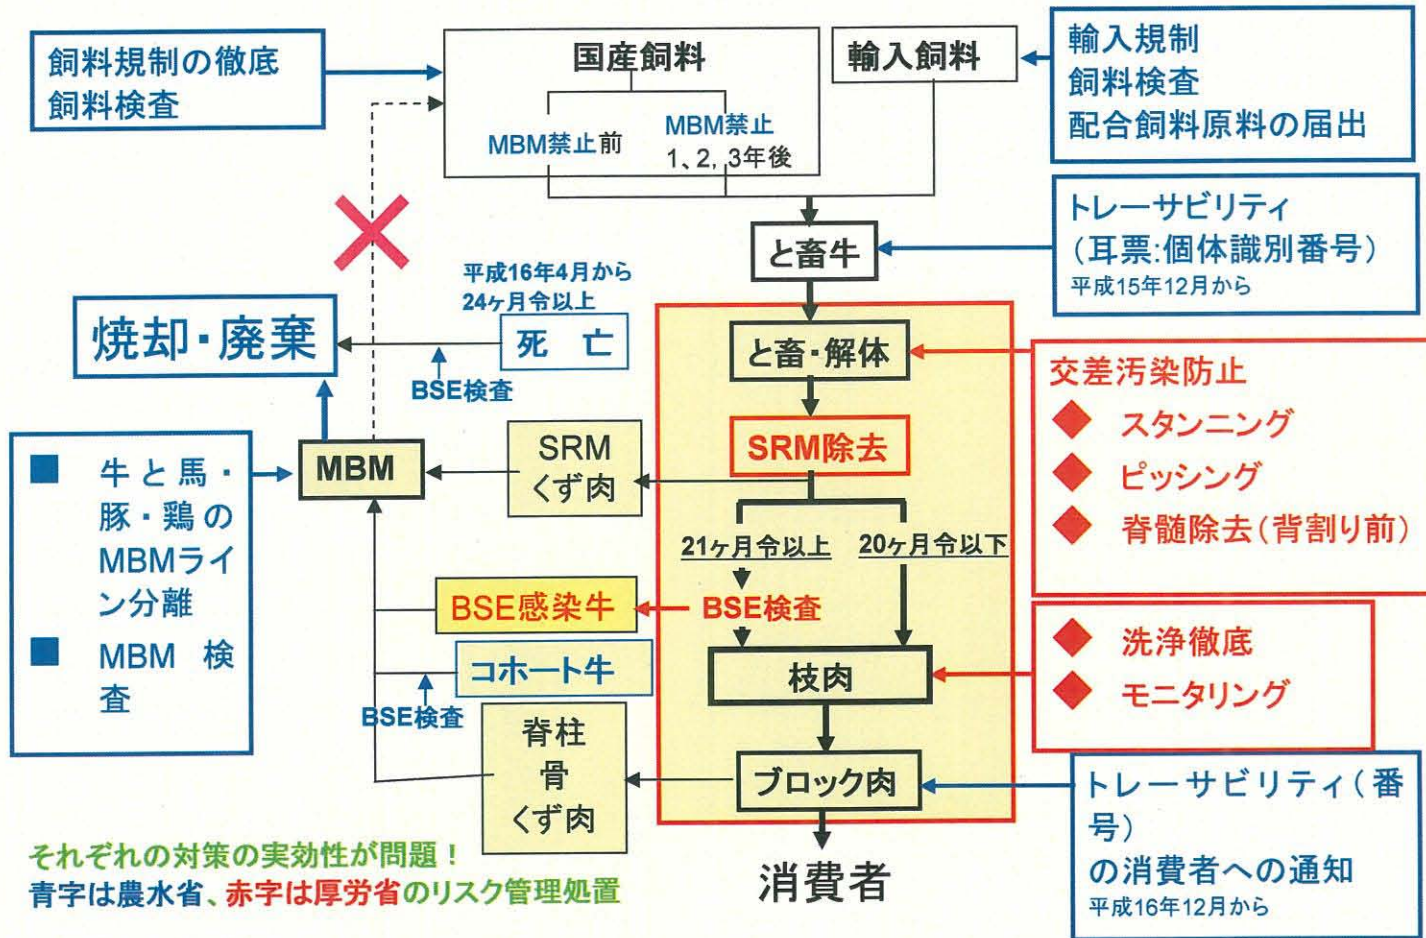 飼料規制の徹底
飼料検査
国産飼料
MBM禁止前
MBM禁止
1、2, 3年後
輸入飼料
輸入規制
飼料検査
配合飼料原料の届出
トレーサビリティ
(耳票:個体識別番号)
平成15年12月から
と畜牛
平成16年4月から
24ヶ月令以上
死 亡
焼却・廃棄
BSE検査
と畜・解体
交差汚染防止
◆ スタンニング
◆ ピッシング
◆ 脊髄除去(背割り前)
SRM除去
SRM
くず肉
MBM
■ 牛と馬・
豚・鶏の
MBMライ
ン分離
■ MBM 検
査
21ヶ月令以上
20ヶ月令以下
BSE検査
BSE感染牛
コホート牛
BSE検査
枝肉
◆ 洗浄徹底
◆ モニタリング
脊柱
骨
くず肉
ブロック肉
トレーサビリティ(番
号)
の消費者への通知
平成16年12月から
消費者
それぞれの対策の実効性が問題!
青字は農水省、赤字は厚労省のリスク管理処置